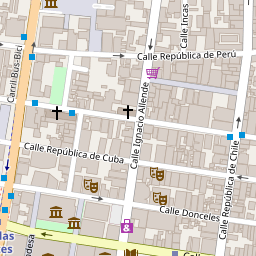 Calle Incas
Carril Bus-Bici
Calle República de Perú
Calle Ignacio Allende
Calle República de Cuba
Calle República de Chile
Calle Donceles